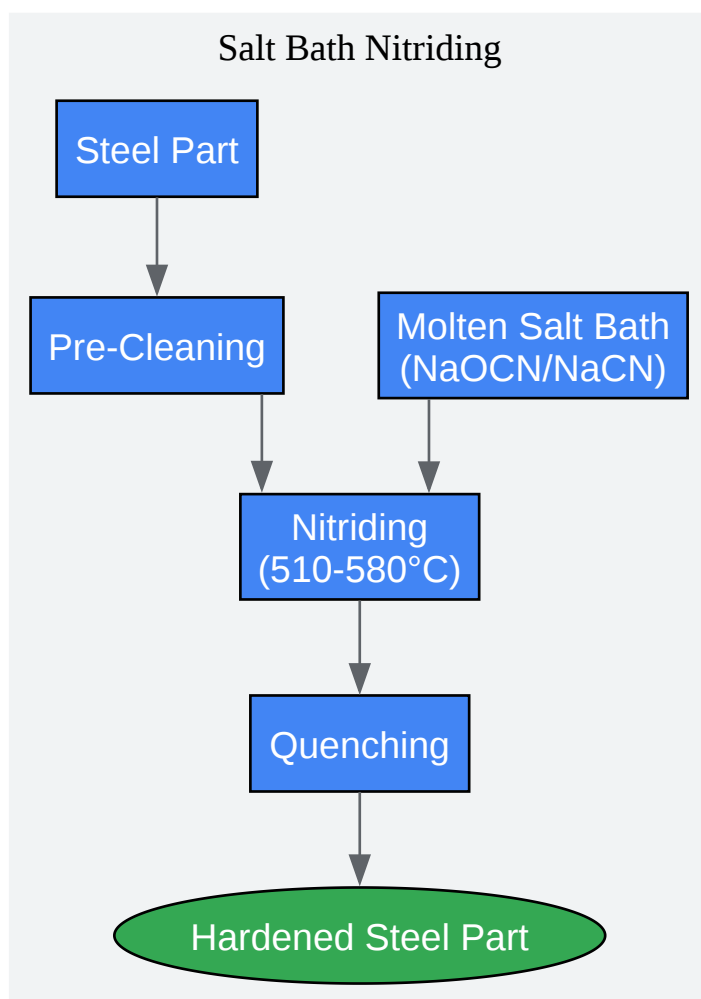 Salt Bath Nitriding
Steel Part
Pre-Cleaning
Molten Salt Bath
(NaOCN/NaCN)
Nitriding
(510-580°C)
Quenching
Hardened Steel Part